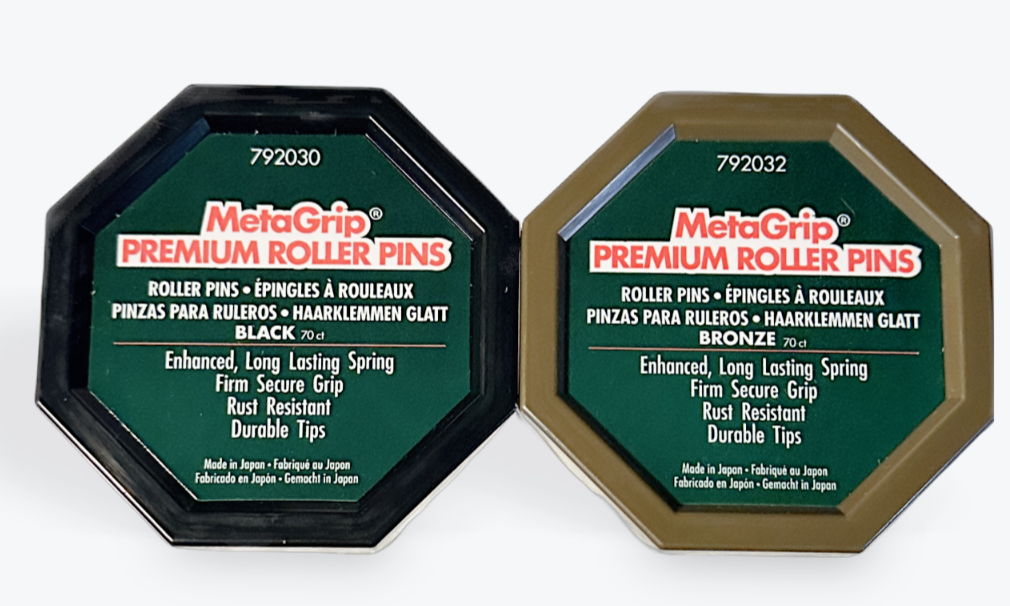 792030
MetaGrip®
PREMIUM ROLLER PINS
ROLLER PINS • ÉPINGLES À ROULEAUX
PINZAS PARA RULEROS • HAARKLEMMEN GLATT
BLACK 70 ct
Enhanced, Long Lasting Spring
Firm Secure Grip
Rust Resistant
Durable Tips
Made in Japan • Fabriqué au Japon
Fabricado en Japón • Gemacht in Japan
792032
MetaGrip®
PREMIUM ROLLER PINS
ROLLER PINS • ÉPINGLES À ROULEAUX
PINZAS PARA RULEROS • HAARKLEMMEN GLATT
BRONZE 70 ct
Enhanced, Long Lasting Spring
Firm Secure Grip
Rust Resistant
Durable Tips
Made in Japan • Fabriqué au Japon
Fabricado en Japón • Gemacht in Japan